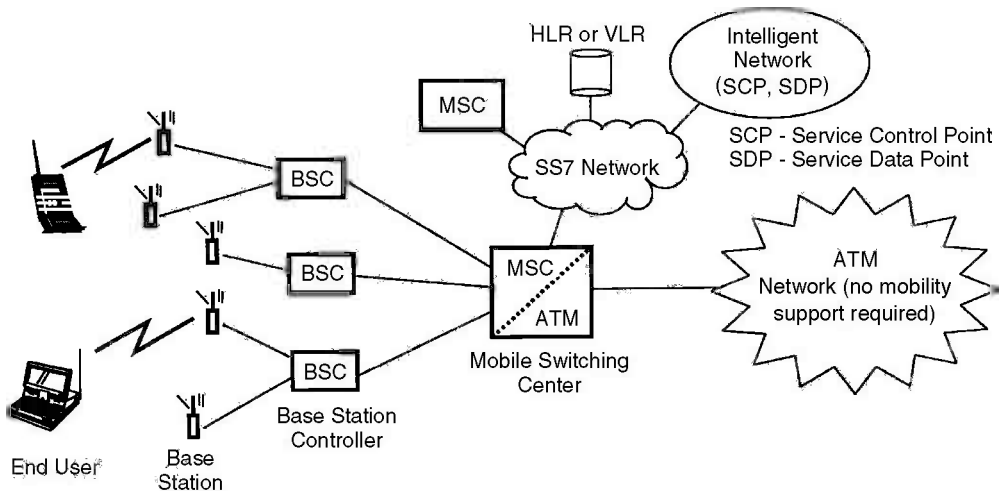 HLR or VLR
Intelligent
Network
(SCP, SDP)
MSC
SCP - Service Control Point
SDP - Service Data Point
SS7 Network
BSC
BSC
MSC
ATM
ATM
Network (no mobility
support required)
Mobile Switching
Center
BSC
Base Station
Controller
End User
Base
Station